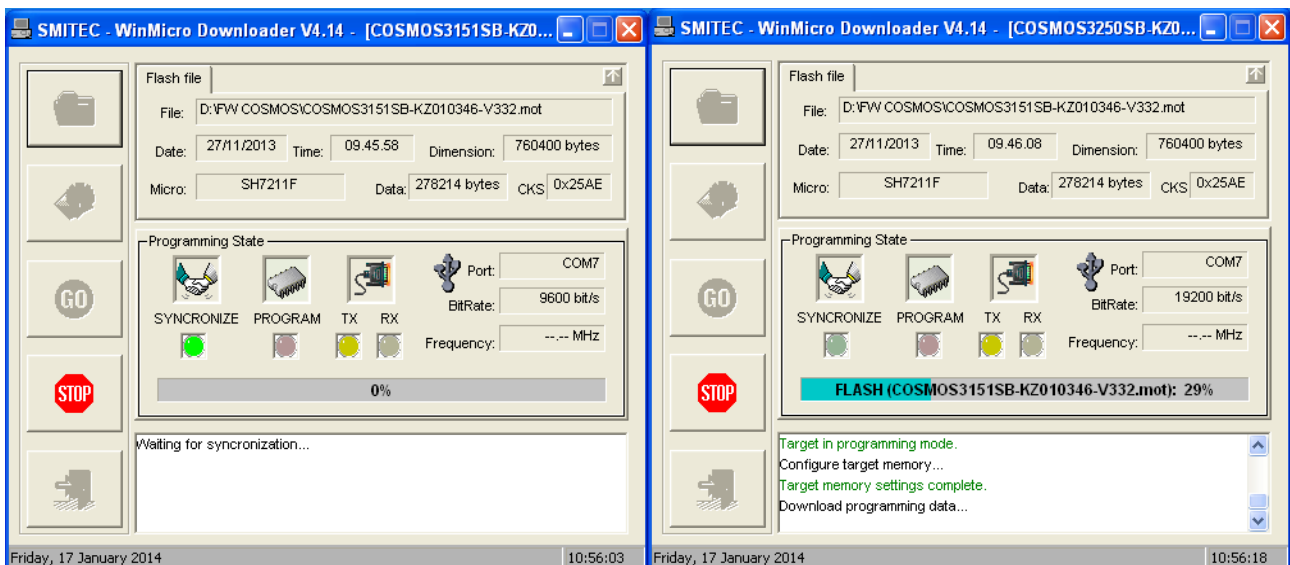 SMITEC - WinMicro Downloader V4.14 - [COSMOS3151SB-KZ0...
Flash file
File: D:\FW COSMOS\COSMOS3151SB-KZ010346-V332.mot
Date: 27/11/2013 Time: 09.45.58 Dimension: 760400 bytes
Micro: SH7211F Data: 278214 bytes CKS 0x25AE
Programming State
Port: COM7
GO
BitRate: 9600 bit/s
SYNCRONIZE PROGRAM TX RX
Frequency: --.-- MHz
STOP
0%
Waiting for syncronization...
Friday, 17 January 2014 10:56:03
SMITEC - WinMicro Downloader V4.14 - [COSMOS3250SB-KZ0...
Flash file
File: D:\FW COSMOS\COSMOS3151SB-KZ010346-V332.mot
Date: 27/11/2013 Time: 09.46.08 Dimension: 760400 bytes
Micro: SH7211F Data: 278214 bytes CKS 0x25AE
Programming State
Port: COM7
GO
BitRate: 19200 bit/s
SYNCRONIZE PROGRAM TX RX
Frequency: --.-- MHz
STOP
FLASH (COSMOS3151SB-KZ010346-V332.mot): 29%
Target in programming mode.
Configure target memory...
Target memory settings complete.
Download programming data...
Friday, 17 January 2014 10:56:18